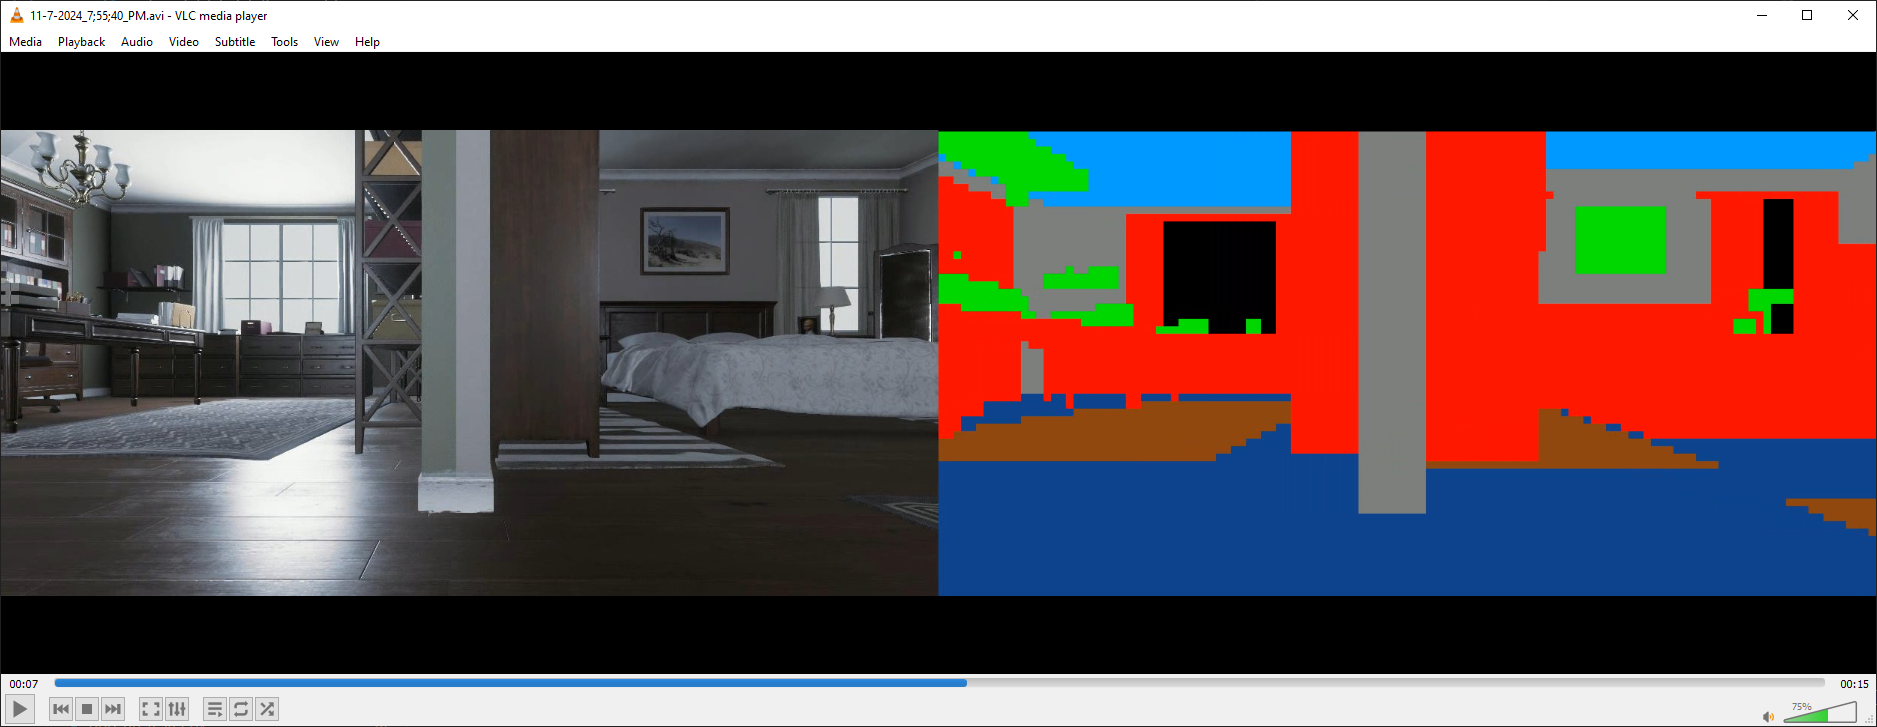 11-7-2024_7;55;40_PM.avi - VLC media player
Media Playback Audio Video Subtitle Tools View Help
00:07 00:15
75%